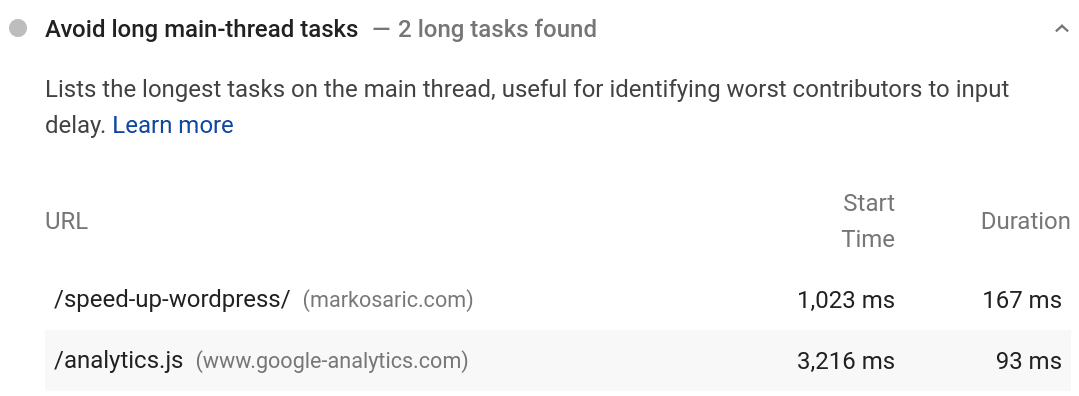 Avoid long main-thread tasks — 2 long tasks found
Lists the longest tasks on the main thread, useful for identifying worst contributors to input
delay. Learn more
URL Start Time Duration
/speed-up-wordpress/ (markosaric.com) 1,023 ms 167 ms
/analytics.js (www.google-analytics.com) 3,216 ms 93 ms